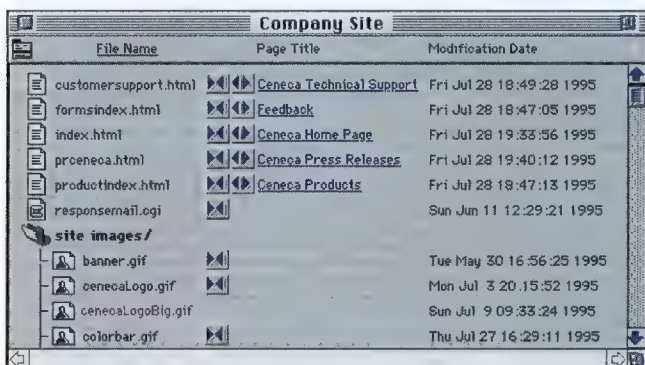 Company Site
File Name Page Title Modification Date
customersupport.html Ceneca Technical Support Fri Jul 28 18:49:28 1995
formsindex.html Feedback Fri Jul 28 18:47:05 1995
index.html Ceneca Home Page Fri Jul 28 19:33:56 1995
prceneca.html Ceneca Press Releases Fri Jul 28 19:40:12 1995
productindex.html Ceneca Products Fri Jul 28 18:47:13 1995
responsemail.cgi Sun Jun 11 12:29:21 1995
site images/
banner.gif Tue May 30 16:56:25 1995
cenecaLogo.gif Mon Jul 3 20:15:52 1995
cenecaLogoBig.gif Sun Jul 9 09:33:24 1995
colorbar.gif Thu Jul 27 16:29:11 1995